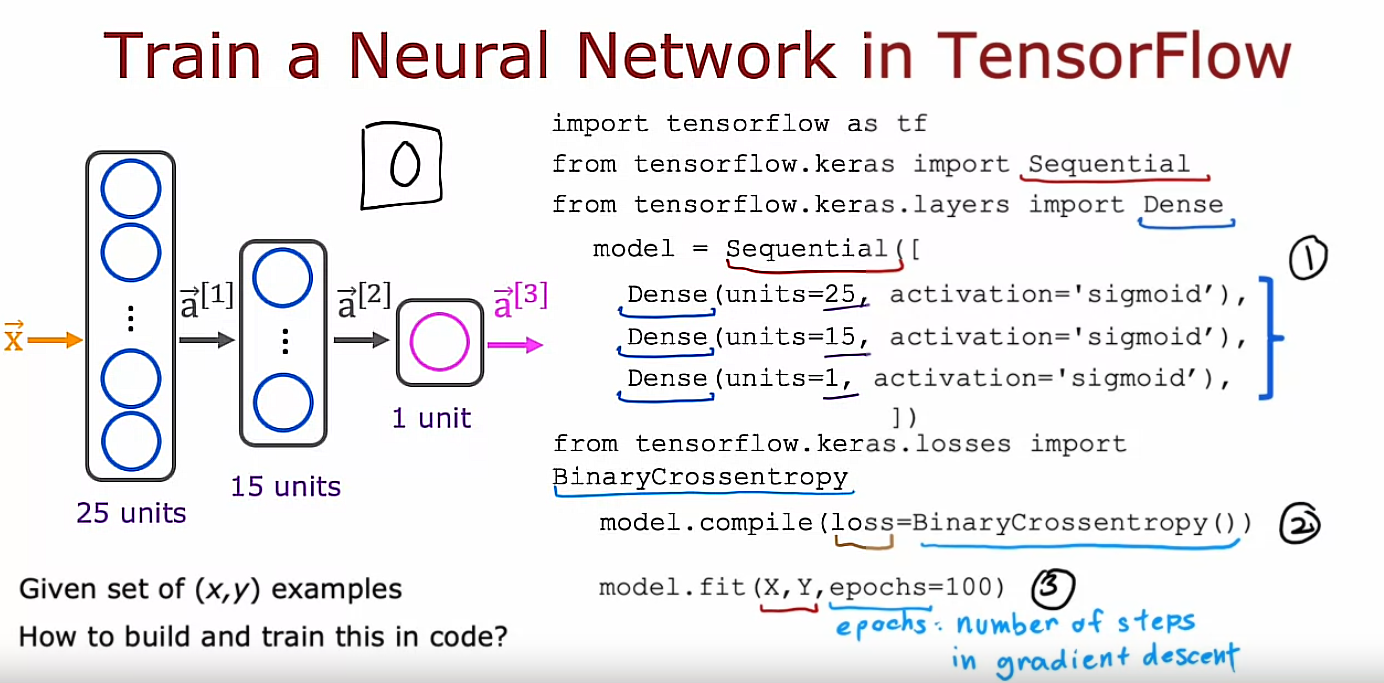 Train a Neural Network in TensorFlow
0
x⃗
a⃗[1]
a⃗[2]
a⃗[3]
25 units
15 units
1 unit
Given set of (x,y) examples
How to build and train this in code?
import tensorflow as tf
from tensorflow.keras import Sequential
from tensorflow.keras.layers import Dense
model = Sequential([
Dense(units=25, activation='sigmoid’),
Dense(units=15, activation='sigmoid’),
Dense(units=1, activation='sigmoid’),
])
①
from tensorflow.keras.losses import
BinaryCrossentropy
model.compile(loss=BinaryCrossentropy()) ②
model.fit(X,Y,epochs=100) ③
epochs: number of steps
in gradient descent